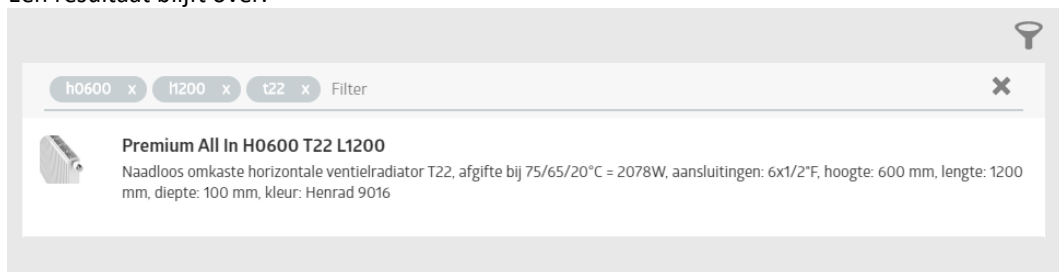 Eén resultaat blijft over:
h0600 x l1200 x t22 x Filter
Premium All In H0600 T22 L1200
Naadloos omkaste horizontale ventielradiator T22, afgifte bij 75/65/20°C = 2078W, aansluitingen: 6x1/2"F, hoogte: 600 mm, lengte: 1200
mm, diepte: 100 mm, kleur: Henrad 9016